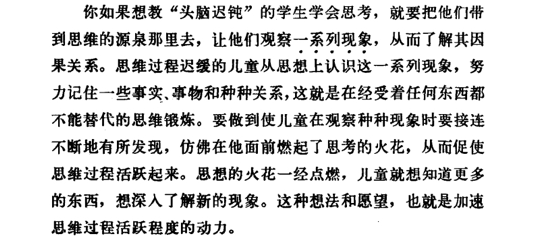 你如果想教“头脑迟钝”的学生学会思考，就要把他们带
到思维的源泉那里去，让他们观察一系列现象，从而了解其因
果关系。思维过程迟缓的儿童从思想上认识这一系列现象，努
力记住一些事实、事物和种种关系，这就是在经受着任何东西都
不能替代的思维锻炼。要做到使儿童在观察种种现象时要接连
不断地有所发现，仿佛在他面前燃起了思考的火花，从而促使
思维过程活跃起来。思想的火花一经点燃，儿童就想知道更多
的东西，想深入了解新的现象。这种想法和愿望，也就是加速
思维过程活跃程度的动力。